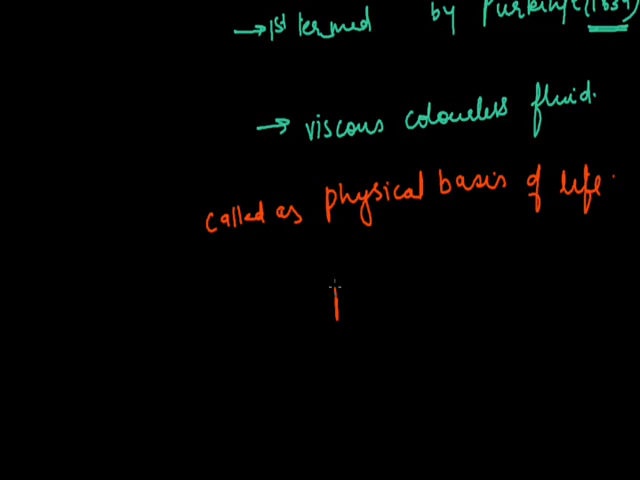 → 1st termed by Purkinje (1839)
→ viscous colourless fluid.
called as physical basis of life.